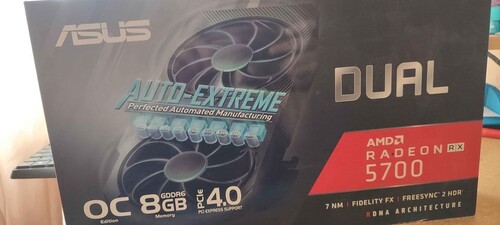 ASUS
AUTO-EXTREME
Perfected Automated Manufacturing
DUAL
AMD
RADEON RX
5700
7 NM | FIDELITY FX | FREESYNC 2 HDR
RDNA ARCHITECTURE
OC
Edition
8GB
GDDR6
Memory
PCIe
4.0
PCI EXPRESS SUPPORT